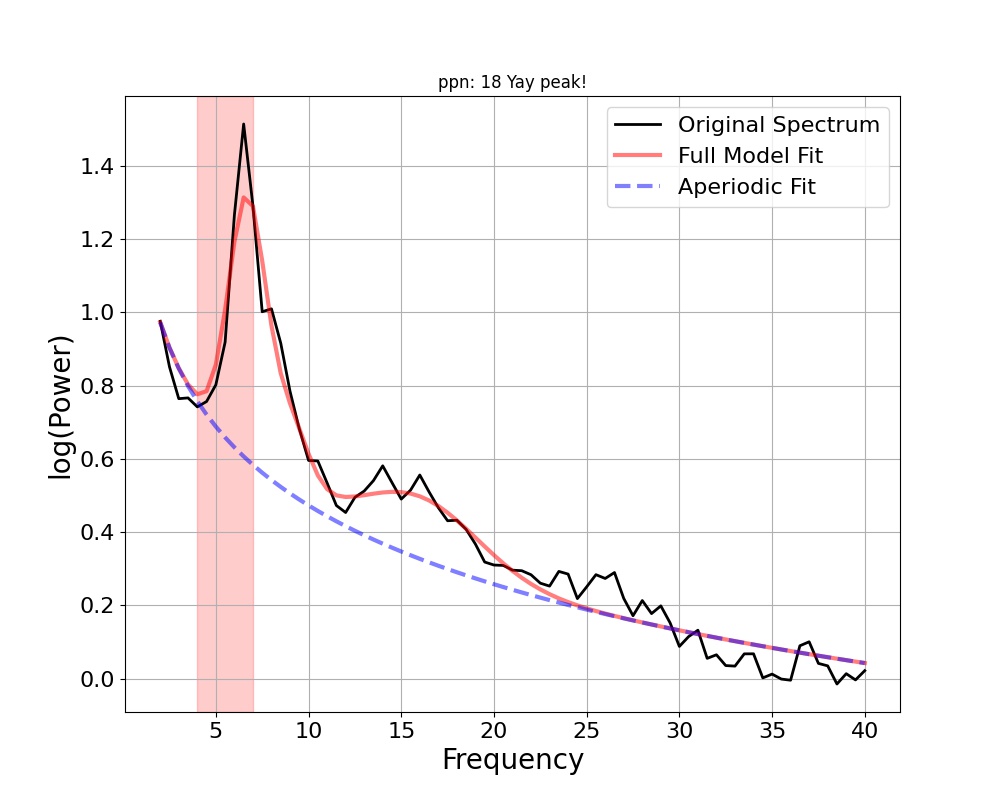 ppn: 18 Yay peak!
Original Spectrum
Full Model Fit
Aperiodic Fit
log(Power)
1.4
1.2
1.0
0.8
0.6
0.4
0.2
0.0
5 10 15 20 25 30 35 40
Frequency